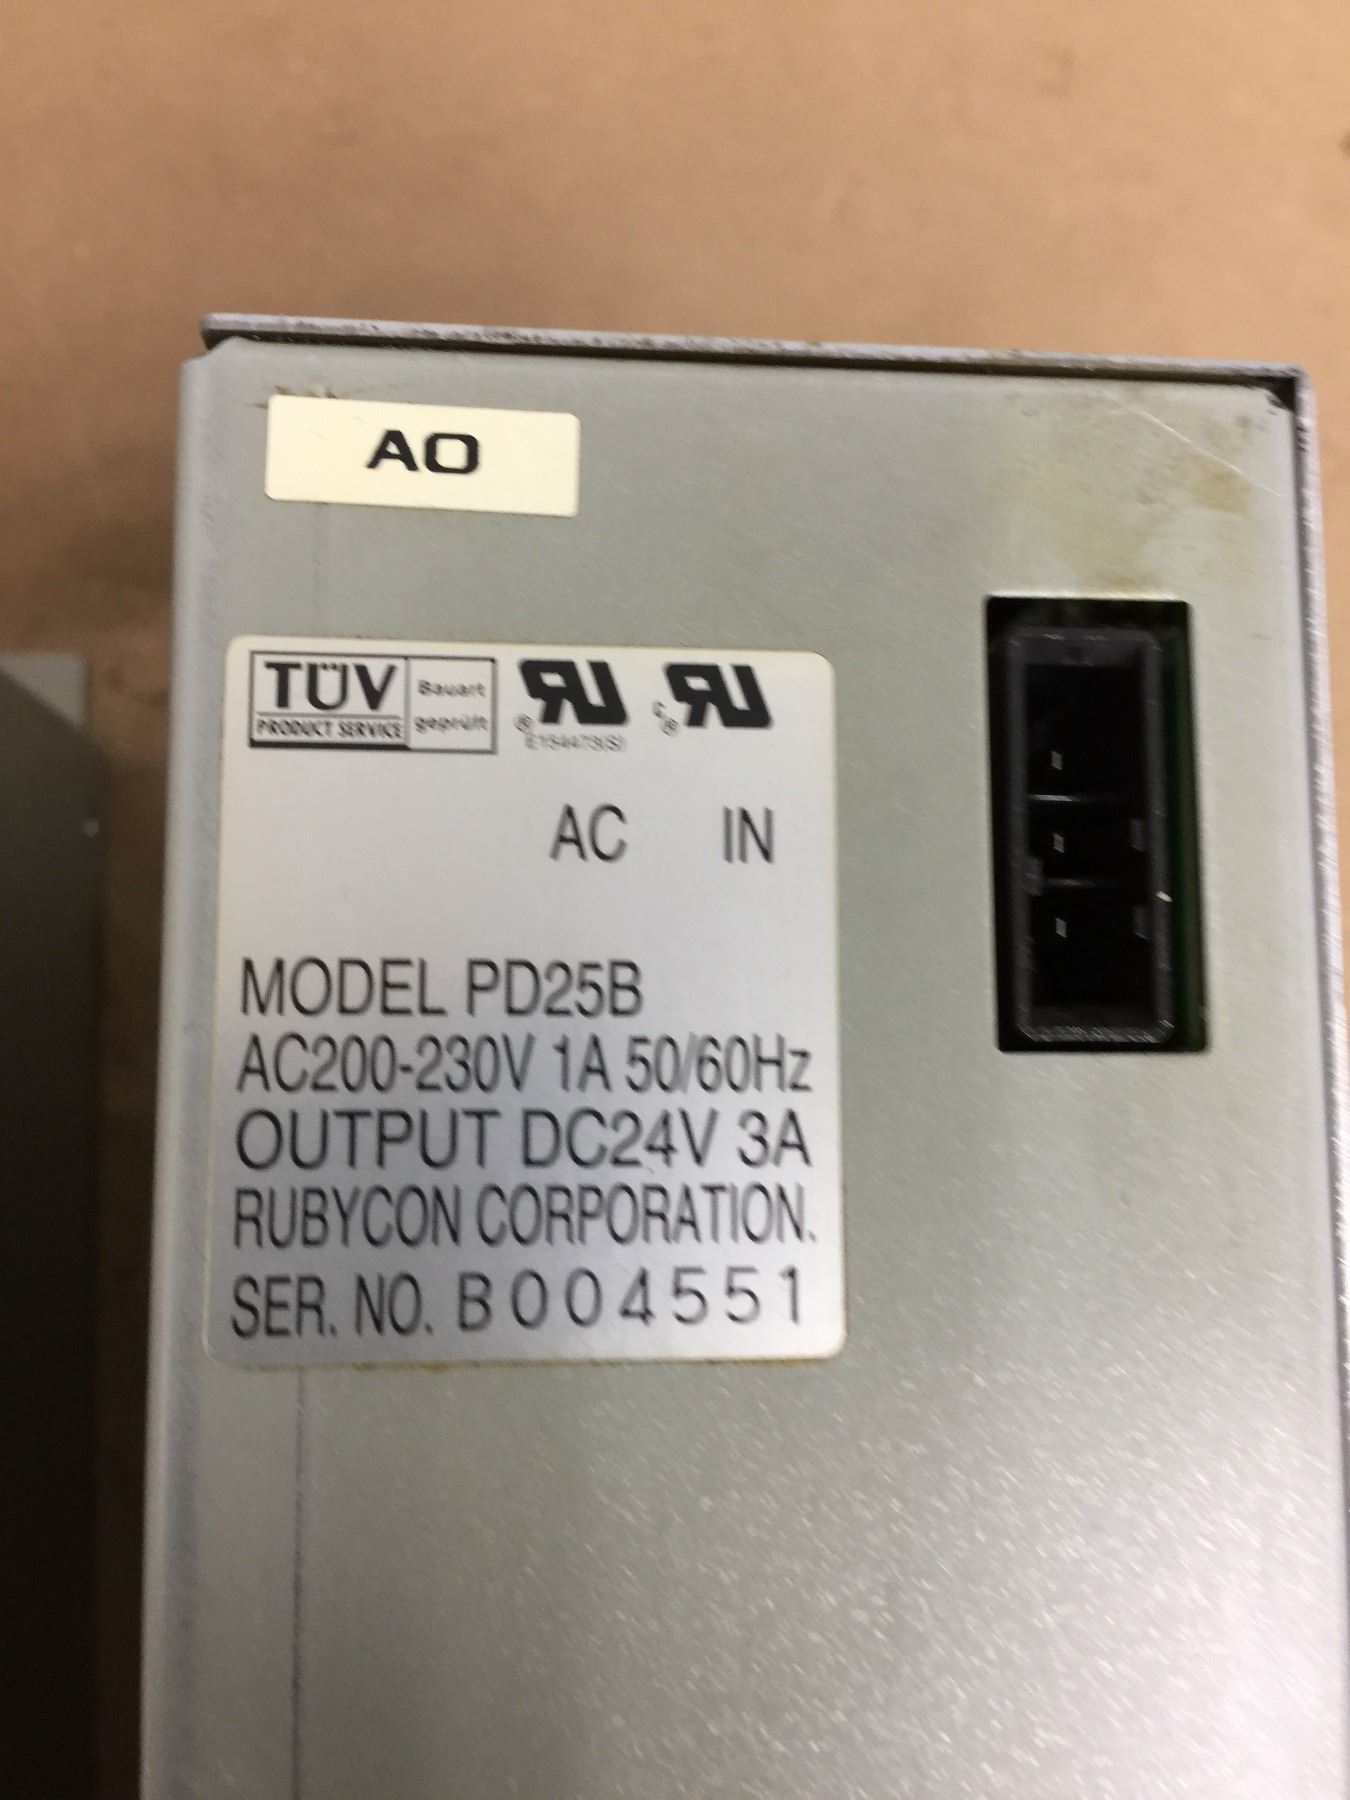 AO
TÜV Bauart
PRODUCT SERVICE geprüft
AC IN
MODEL PD25B
AC200-230V 1A 50/60Hz
OUTPUT DC24V 3A
RUBYCON CORPORATION.
SER. NO. B004551